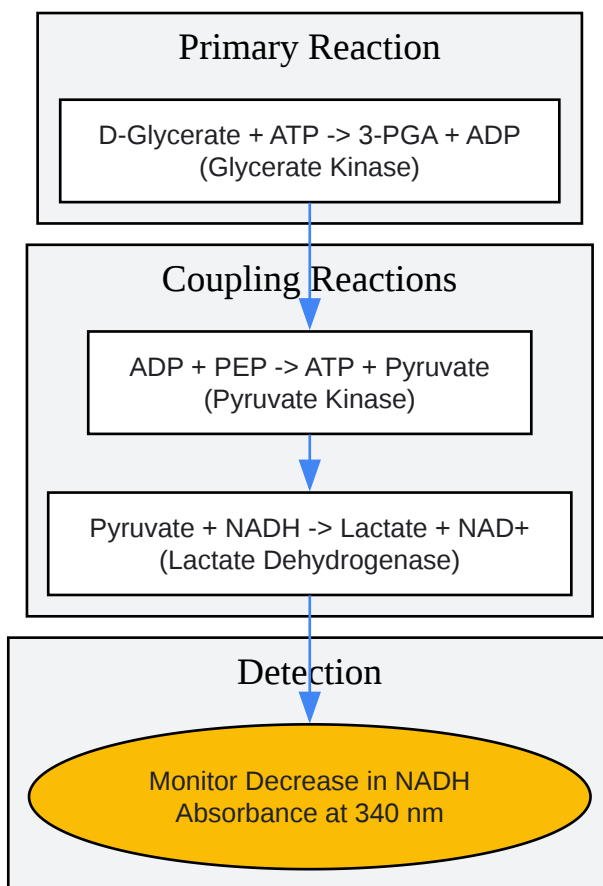 Primary Reaction
D-Glycerate + ATP -> 3-PGA + ADP
(Glycerate Kinase)
Coupling Reactions
ADP + PEP -> ATP + Pyruvate
(Pyruvate Kinase)
Pyruvate + NADH -> Lactate + NAD+
(Lactate Dehydrogenase)
Detection
Monitor Decrease in NADH
Absorbance at 340 nm